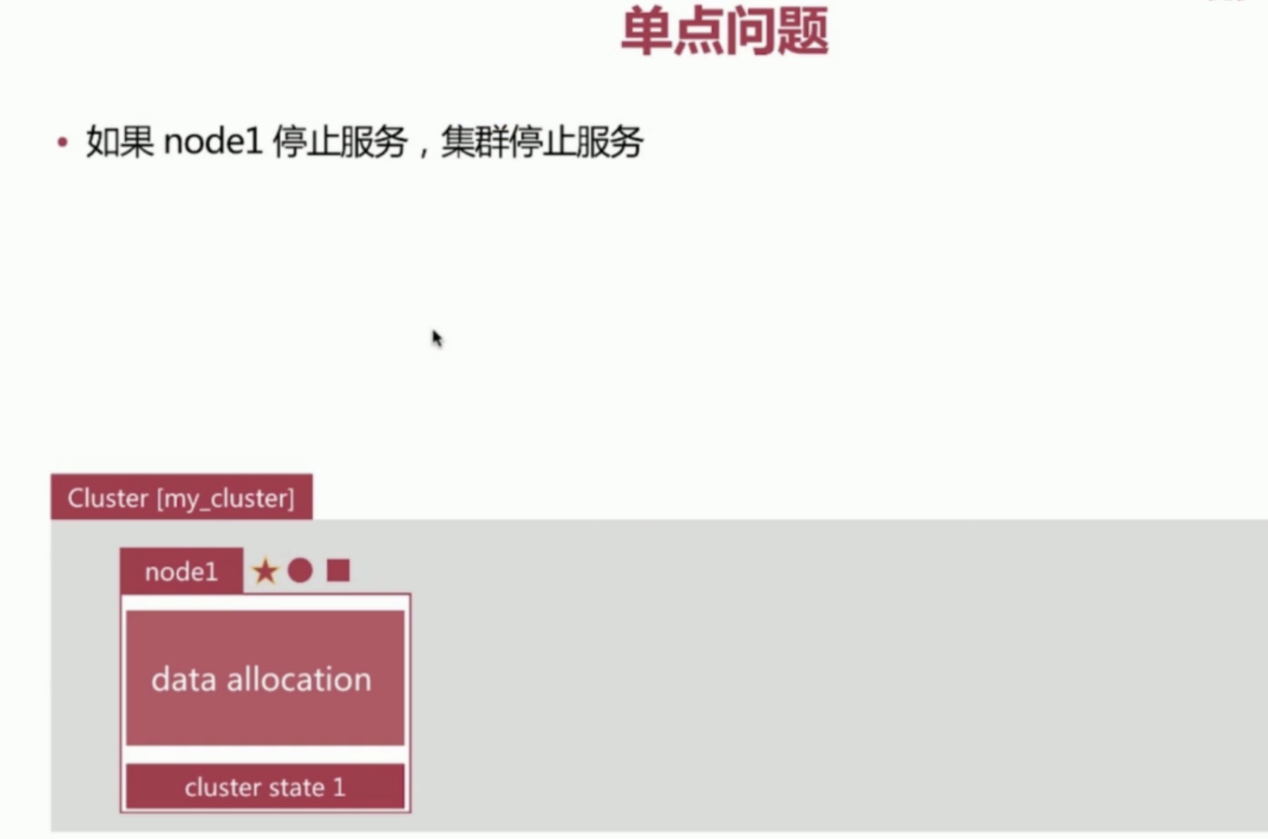 单点问题
• 如果 node1 停止服务，集群停止服务
Cluster [my_cluster]
node1
data allocation
cluster state 1